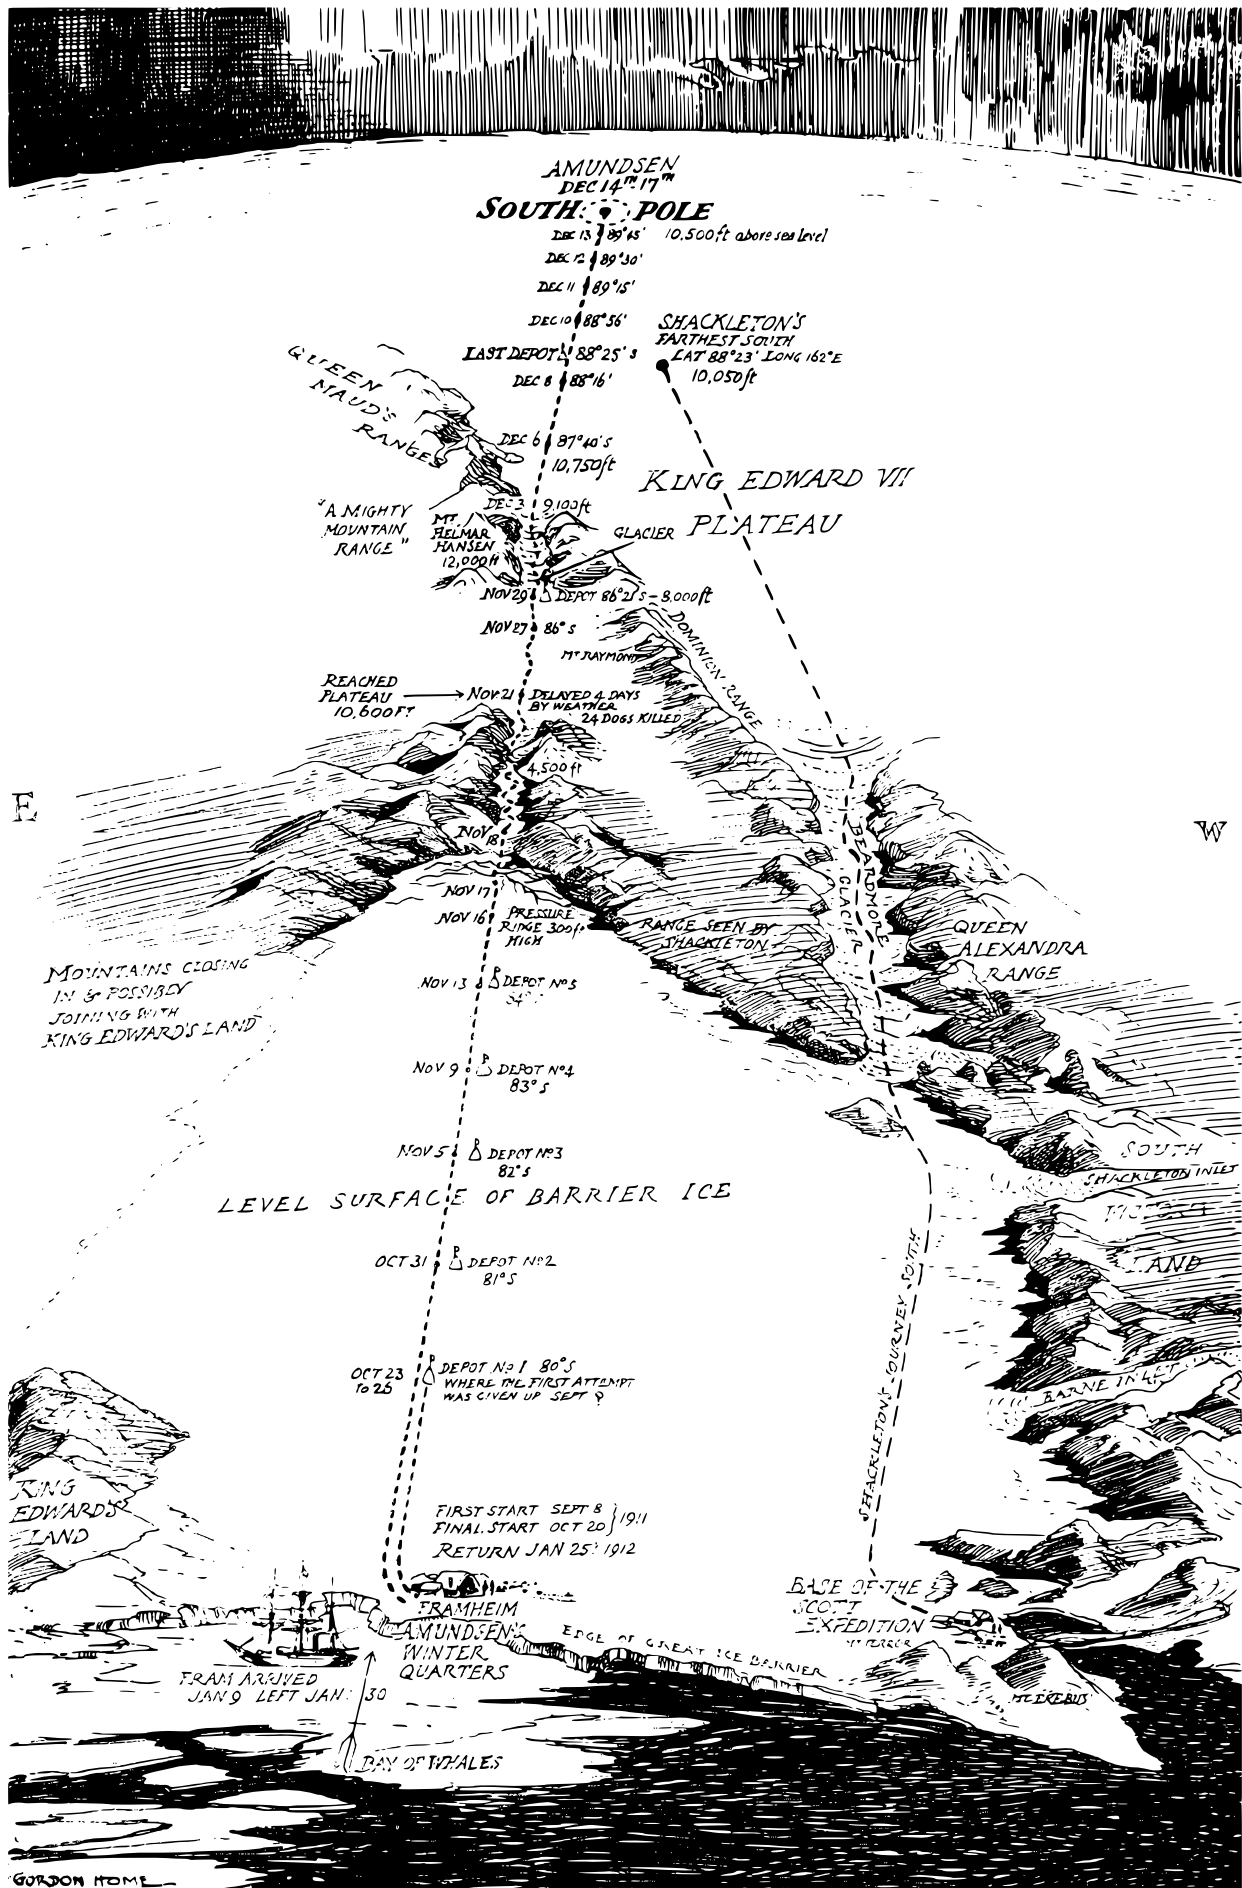 AMUNDSEN
DEC 14TH-17TH
SOUTH POLE
DEC 13 89°45' 10,500ft above sea level
DEC 12 89°30'
DEC 11 89°15'
DEC 10 88°56'
SHACKLETON'S
FARTHEST SOUTH
LAT 88°23' LONG 162°E
10,050ft
LAST DEPOT 88°25' S
DEC 8 88°16'
QUEEN
MAUD'S
RANGES
DEC 6 87°40'S
10,750ft
KING EDWARD VII
PLATEAU
"A MIGHTY
MOUNTAIN
RANGE"
DEC 3 9,100ft
MT.
HELMAR
HANSEN
12,000ft
GLACIER
NOV 29 DEPOT 86°21'S-8,000ft
NOV 27 86°S
DOMINION RANGE
MT RAYMOND
REACHED
PLATEAU
10,600FT
NOV 21 DELAYED 4 DAYS
BY WEATHER
24 DOGS KILLED
4,500ft
E
W
NOV
18
BEARDMORE
GLACIER
NOV 17
NOV 16
PRESSURE
RIDGE 300ft
HIGH
RANGE SEEN BY
SHACKLETON
QUEEN
ALEXANDRA
RANGE
MOUNTAINS CLOSING
IN & POSSIBLY
JOINING WITH
KING EDWARD'S LAND
NOV 13 DEPOT No5
84°
NOV 9 DEPOT No4
83°S
NOV 5 DEPOT No3
82°S
SOUTH
SHACKLETON INLET
VICTORIA
LAND
LEVEL SURFACE OF BARRIER ICE
OCT 31 DEPOT No2
81°S
SHACKLETON'S JOURNEY SOUTH
OCT 23
to 26
DEPOT No1 80°S
WHERE THE FIRST ATTEMPT
WAS GIVEN UP SEPT ?
BARNE INLET
KING
EDWARD'S
LAND
FIRST START SEPT 8
FINAL START OCT 20 } 1911
RETURN JAN 25: 1912
FRAMHEIM
AMUNDSEN'S
WINTER
QUARTERS
BASE OF THE
SCOTT
EXPEDITION
MT TERROR
MT EREBUS
EDGE OF GREAT ICE BARRIER
FRAM ARRIVED
JAN 9 LEFT JAN: 30
BAY OF WHALES
GORDON HOME